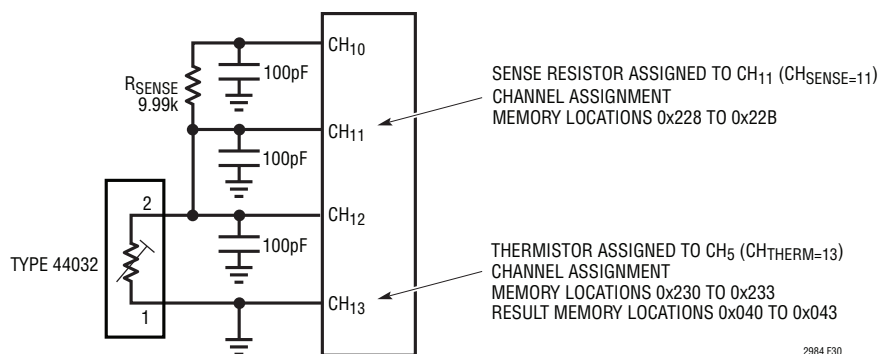 CH10
100pF
RSENSE
9.99k
SENSE RESISTOR ASSIGNED TO CH11 (CHSENSE=11)
CHANNEL ASSIGNMENT
MEMORY LOCATIONS 0x228 TO 0x22B
CH11
100pF
2
CH12
100pF
TYPE 44032
THERMISTOR ASSIGNED TO CH5 (CHTHERM=13)
CHANNEL ASSIGNMENT
MEMORY LOCATIONS 0x230 TO 0x233
RESULT MEMORY LOCATIONS 0x040 TO 0x043
1
CH13
2984 F30